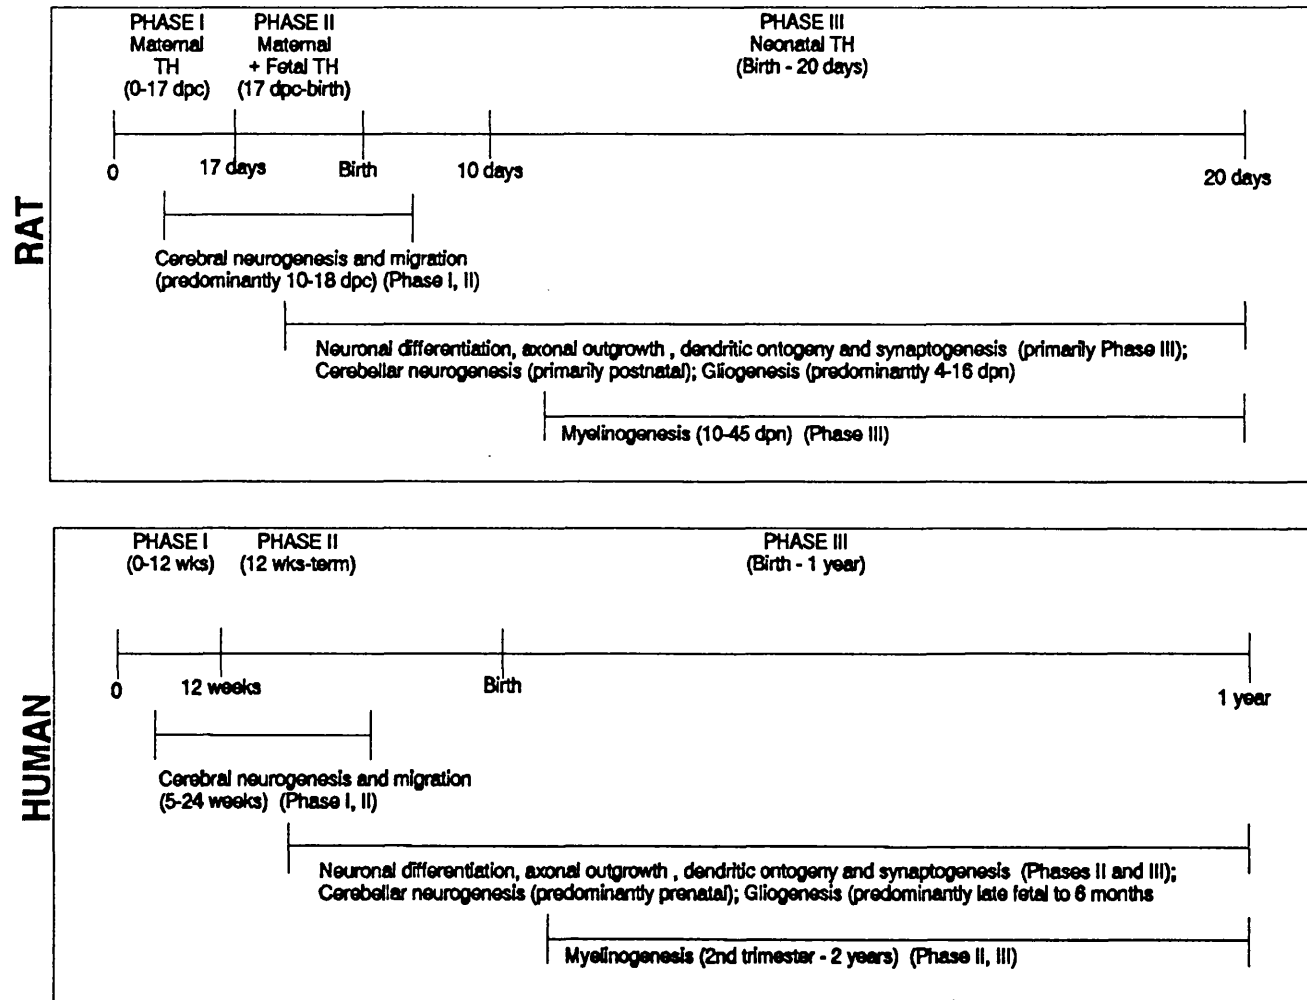 PHASE I
Maternal
TH
(0-17 dpc)
PHASE II
Maternal
+ Fetal TH
(17 dpc-birth)
PHASE III
Neonatal TH
(Birth - 20 days)
0
17 days
Birth
10 days
20 days
RAT
Cerebral neurogenesis and migration
(predominantly 10-18 dpc) (Phase I, II)
Neuronal differentiation, axonal outgrowth , dendritic ontogeny and synaptogenesis (primarily Phase III);
Cerebellar neurogenesis (primarily postnatal); Gliogenesis (predominantly 4-16 dpn)
Myelinogenesis (10-45 dpn) (Phase III)
PHASE I
(0-12 wks)
PHASE II
(12 wks-term)
PHASE III
(Birth - 1 year)
0
12 weeks
Birth
1 year
HUMAN
Cerebral neurogenesis and migration
(5-24 weeks) (Phase I, II)
Neuronal differentiation, axonal outgrowth , dendritic ontogeny and synaptogenesis (Phases II and III);
Cerebellar neurogenesis (predominantly prenatal); Gliogenesis (predominantly late fetal to 6 months
Myelinogenesis (2nd trimester - 2 years) (Phase II, III)